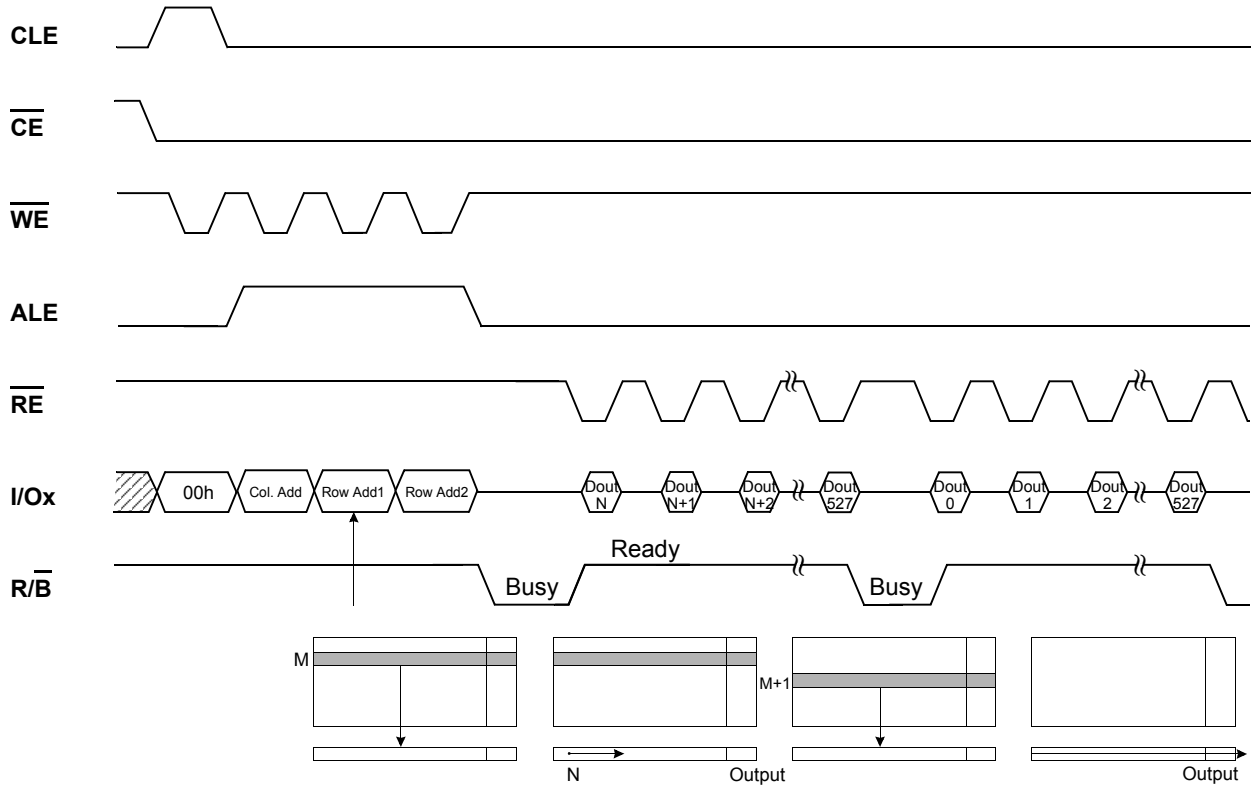 CLE
CE
WE
ALE
RE
I/Ox
00h
Col. Add
Row Add1
Row Add2
Dout
N
Dout
N+1
Dout
N+2
Dout
527
Dout
0
Dout
1
Dout
2
Dout
527
R/B
Busy
Ready
Busy
M
M+1
N
Output
Output